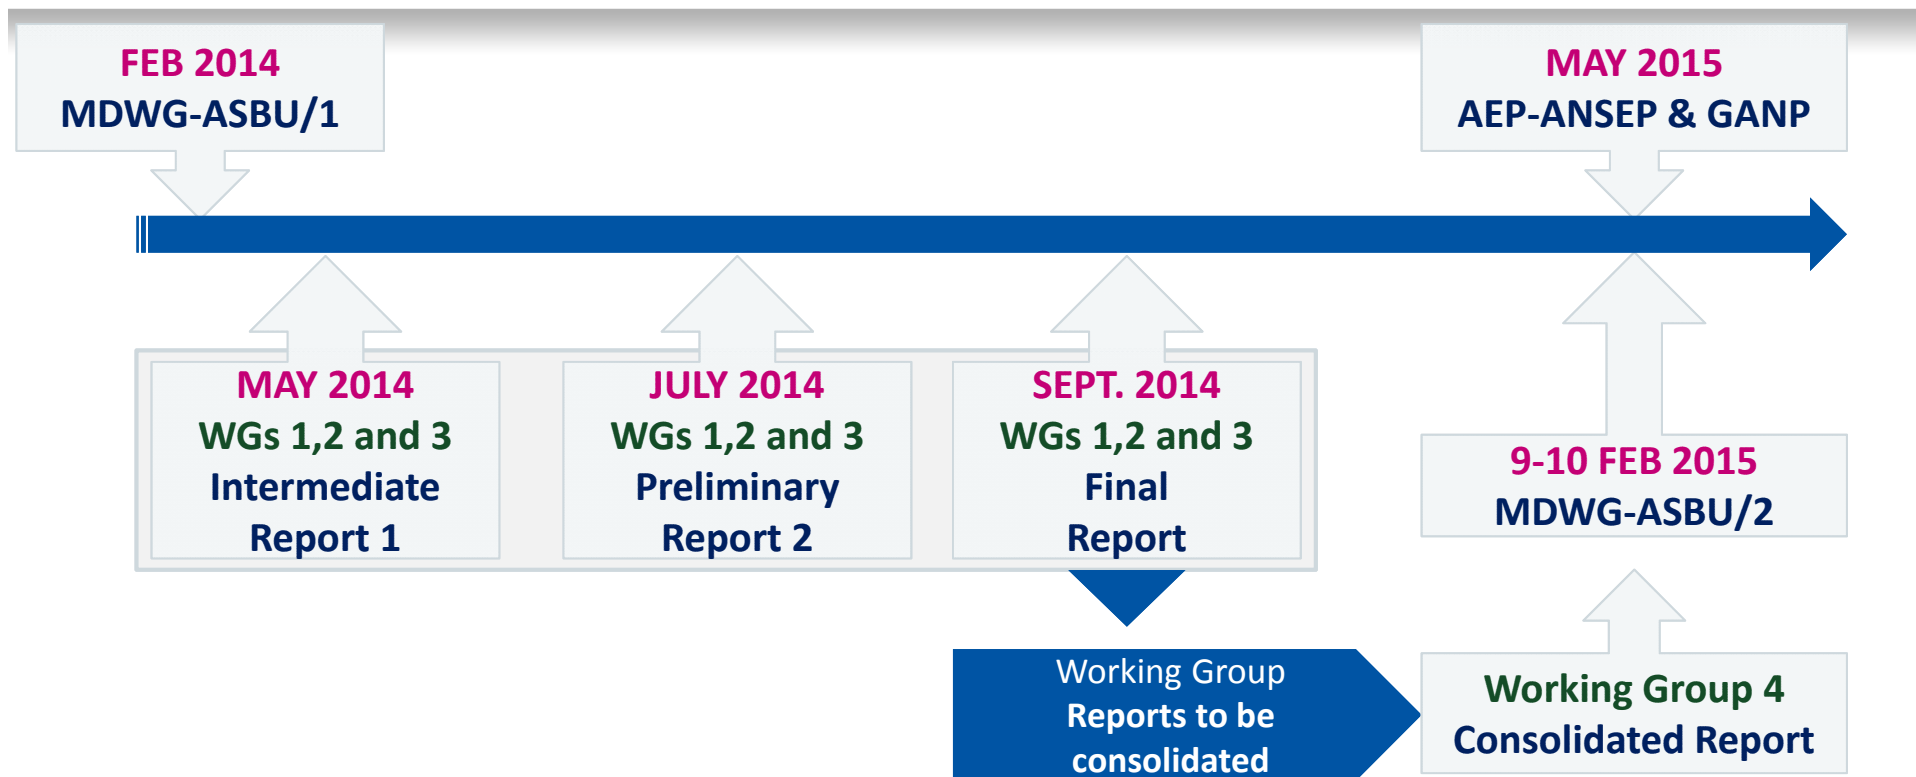 FEB 2014
MDWG-ASBU/1
MAY 2015
AEP-ANSEP & GANP
MAY 2014
WGs 1,2 and 3
Intermediate
Report 1
JULY 2014
WGs 1,2 and 3
Preliminary
Report 2
SEPT. 2014
WGs 1,2 and 3
Final
Report
9-10 FEB 2015
MDWG-ASBU/2
Working Group
Reports to be
consolidated
Working Group 4
Consolidated Report